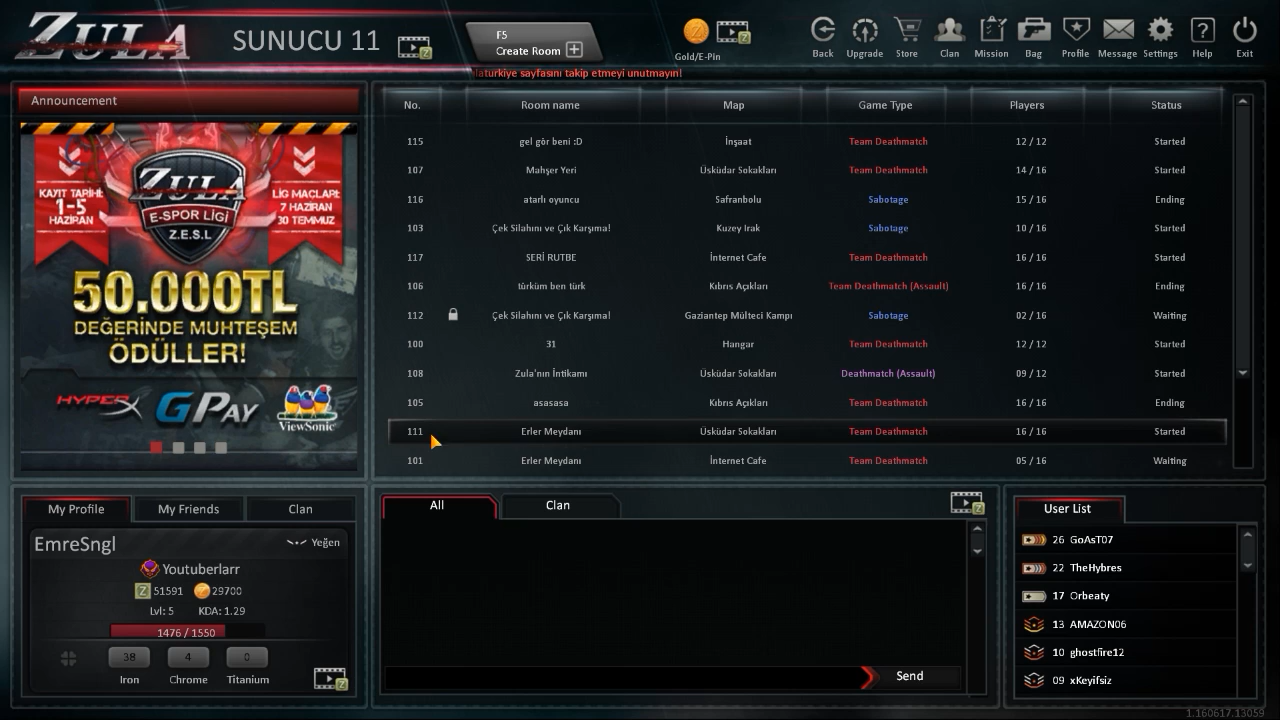 ZULA
SUNUCU 11
F5
Create Room
Gold/E-Pin
Back
Upgrade
Store
Clan
Mission
Bag
Profile
Message
Settings
Help
Exit
laturkiye sayfasını takip etmeyi unutmayın!
Announcement
KAYIT TARİHİ:
1-5
HAZİRAN
ZULA
E-SPOR LİGİ
Z.E.S.L
LİG MAÇLARI:
7 HAZİRAN
30 TEMMUZ
50.000TL
DEĞERİNDE MUHTEŞEM
ÖDÜLLER!
HYPERX
GPAY
ViewSonic
No. Room name Map Game Type Players Status
115 gel gör beni :D İnşaat Team Deathmatch 12 / 12 Started
107 Mahşer Yeri Üsküdar Sokakları Team Deathmatch 14 / 16 Started
116 atarlı oyuncu Safranbolu Sabotage 15 / 16 Ending
103 Çek Silahını ve Çık Karşıma! Kuzey Irak Sabotage 10 / 16 Started
117 SERİ RUTBE İnternet Cafe Team Deathmatch 16 / 16 Started
106 türküm ben türk Kıbrıs Açıkları Team Deathmatch (Assault) 16 / 16 Ending
112 Çek Silahını ve Çık Karşıma! Gaziantep Mülteci Kampı Sabotage 02 / 16 Waiting
100 31 Hangar Team Deathmatch 12 / 12 Started
108 Zula'nın İntikamı Üsküdar Sokakları Deathmatch (Assault) 09 / 12 Started
105 asasasa Kıbrıs Açıkları Team Deathmatch 16 / 16 Ending
111 Erler Meydanı Üsküdar Sokakları Team Deathmatch 16 / 16 Started
101 Erler Meydanı İnternet Cafe Team Deathmatch 05 / 16 Waiting
My Profile My Friends Clan
EmreSngl
Yeğen
Youtuberlarr
Z 51591 29700
Lvl: 5 KDA: 1.29
1476 / 1550
38 4 0
Iron Chrome Titanium
All Clan
Send
User List
26 GoAsT07
22 TheHybres
17 Orbeaty
13 AMAZON06
10 ghostfire12
09 xKeyifsiz
1.160617.13059